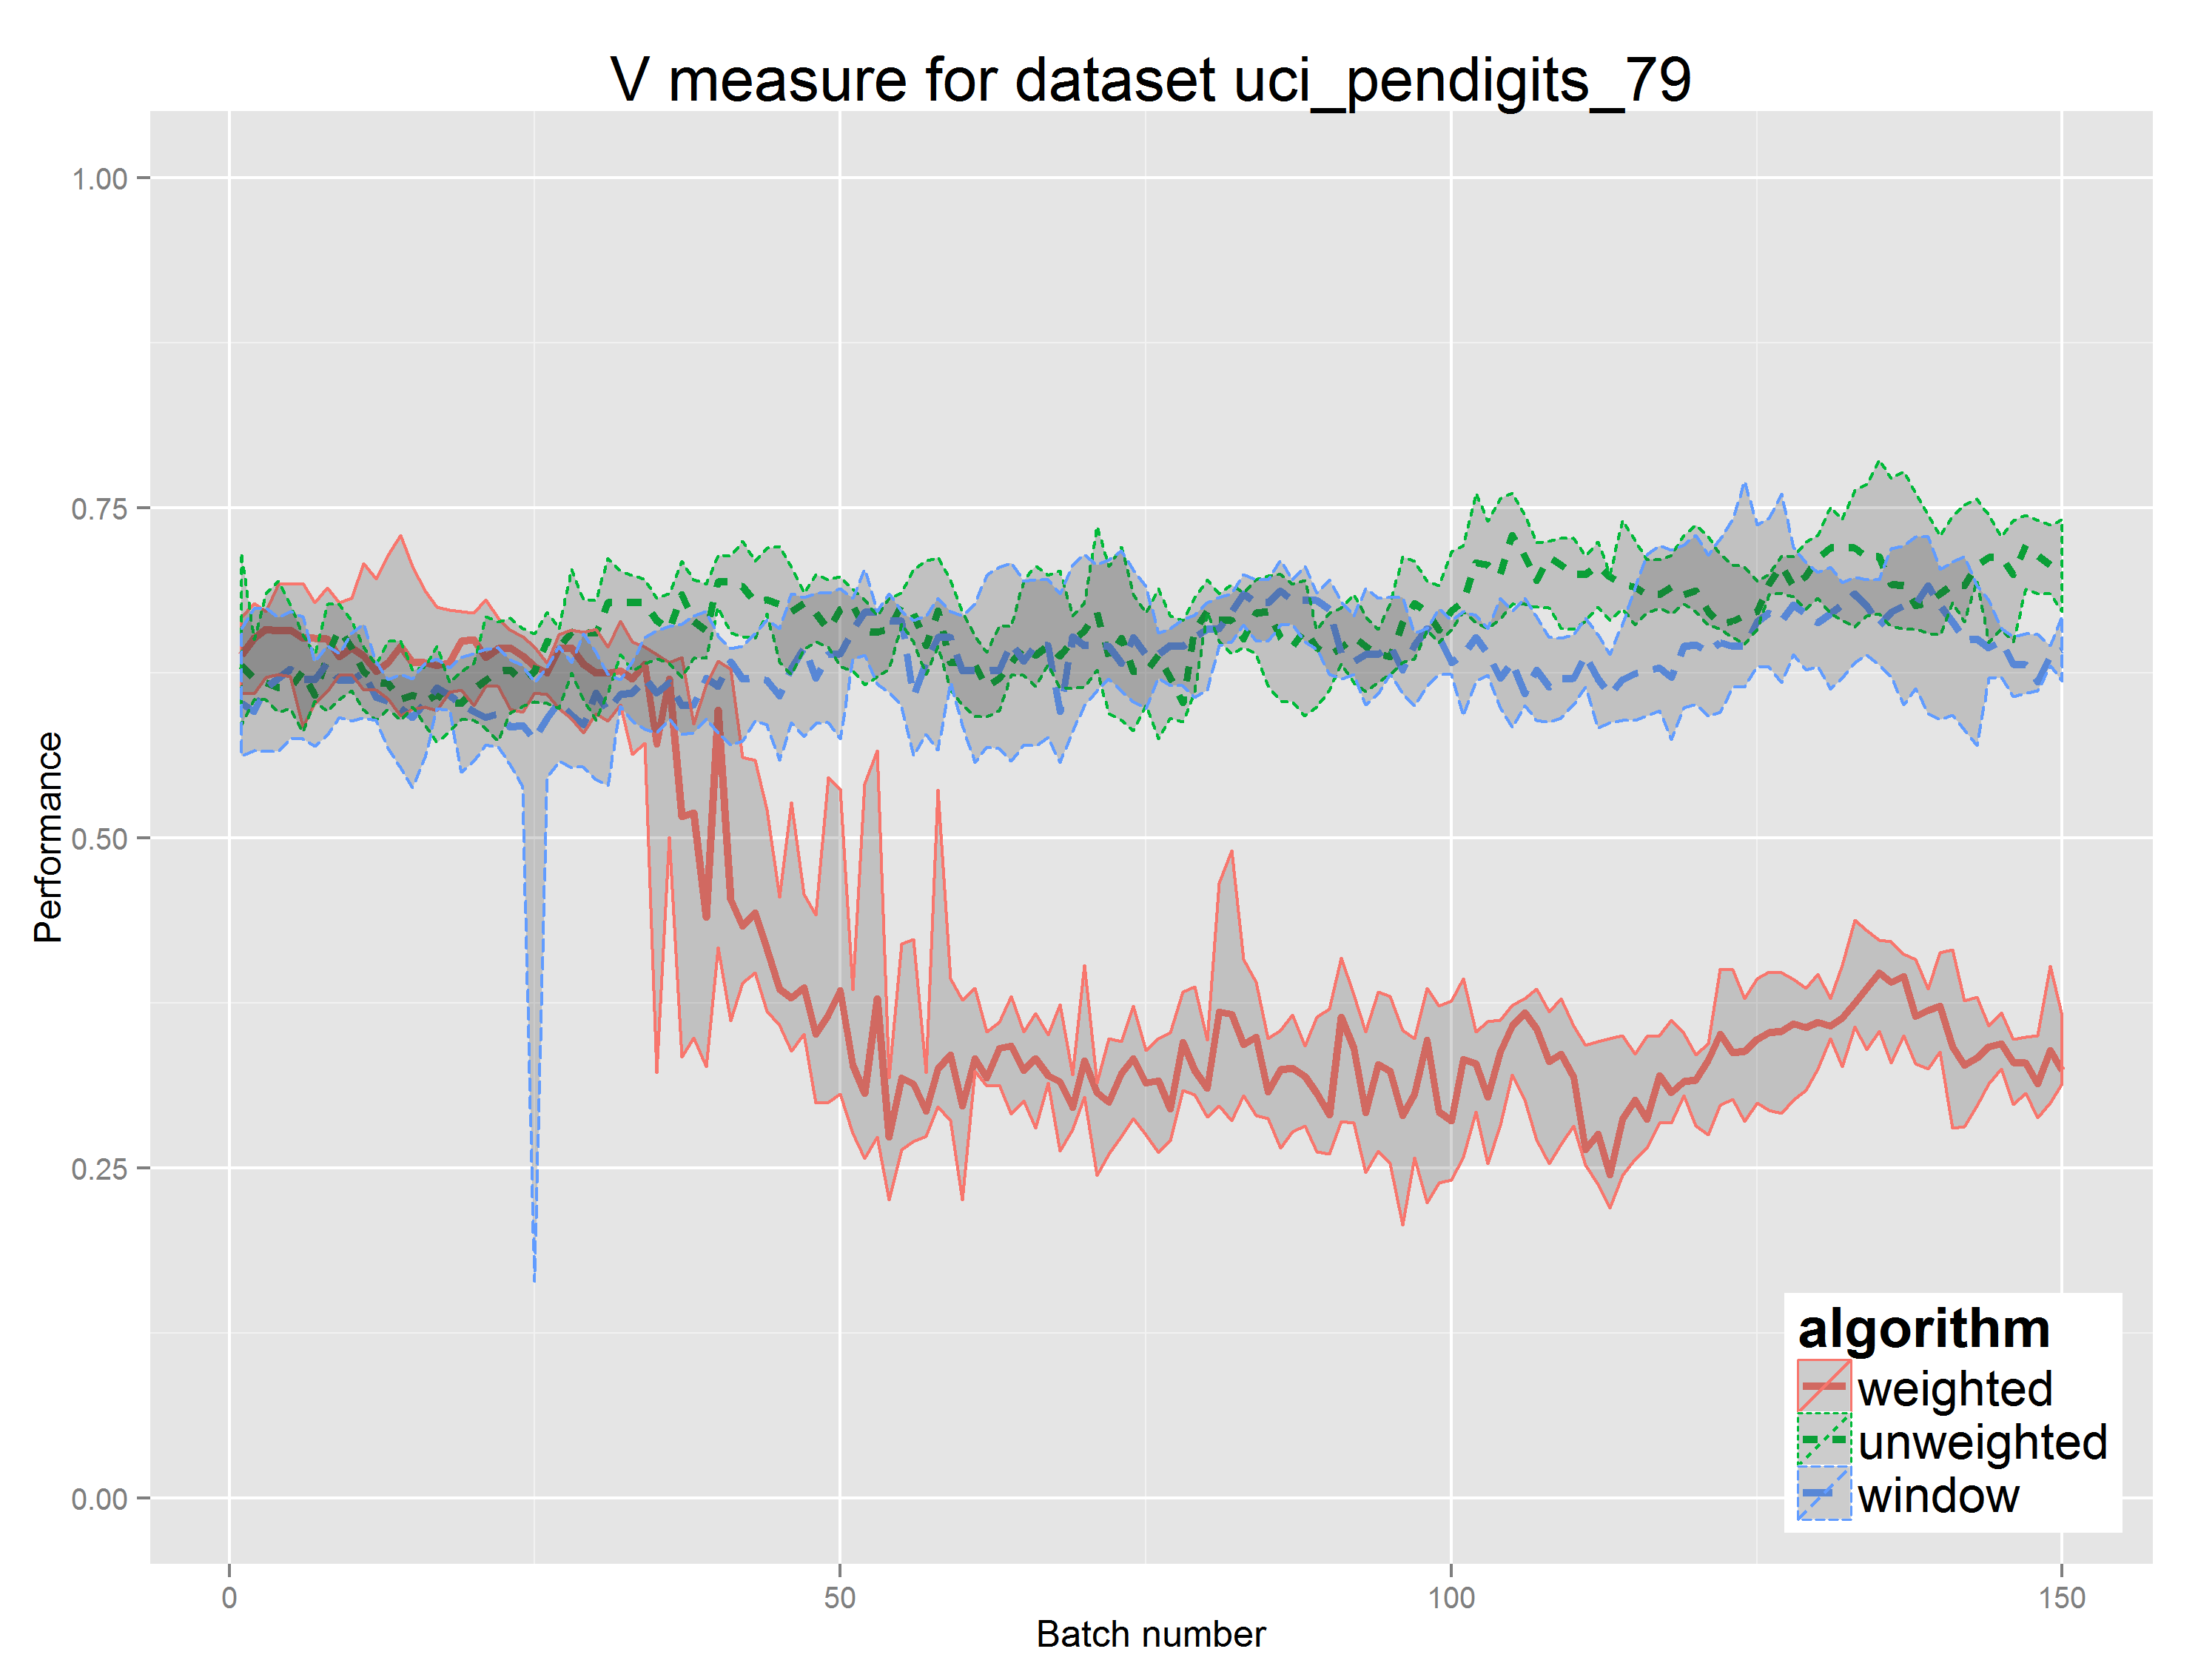 V measure for dataset uci_pendigits_79
1.00
0.75
0.50
0.25
0.00
Performance
0
50
100
150
Batch number
algorithm
weighted
unweighted
window